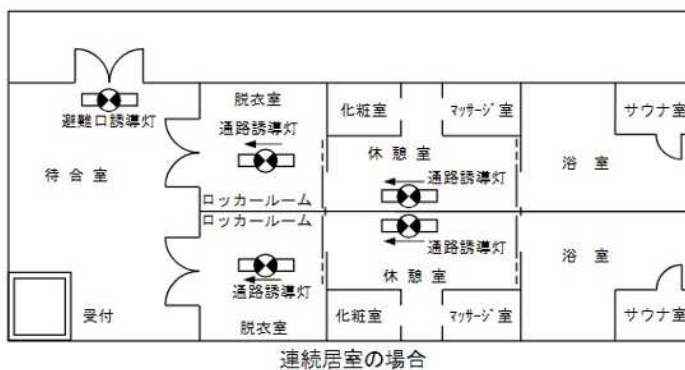 脱衣室
化粧室
マッサージ室
サウナ室
避難口誘導灯
通路誘導灯
休憩室
待合室
通路誘導灯
浴室
ロッカールーム
ロッカールーム
通路誘導灯
浴室
通路誘導灯
休憩室
受付
脱衣室
化粧室
マッサージ室
サウナ室
連続居室の場合